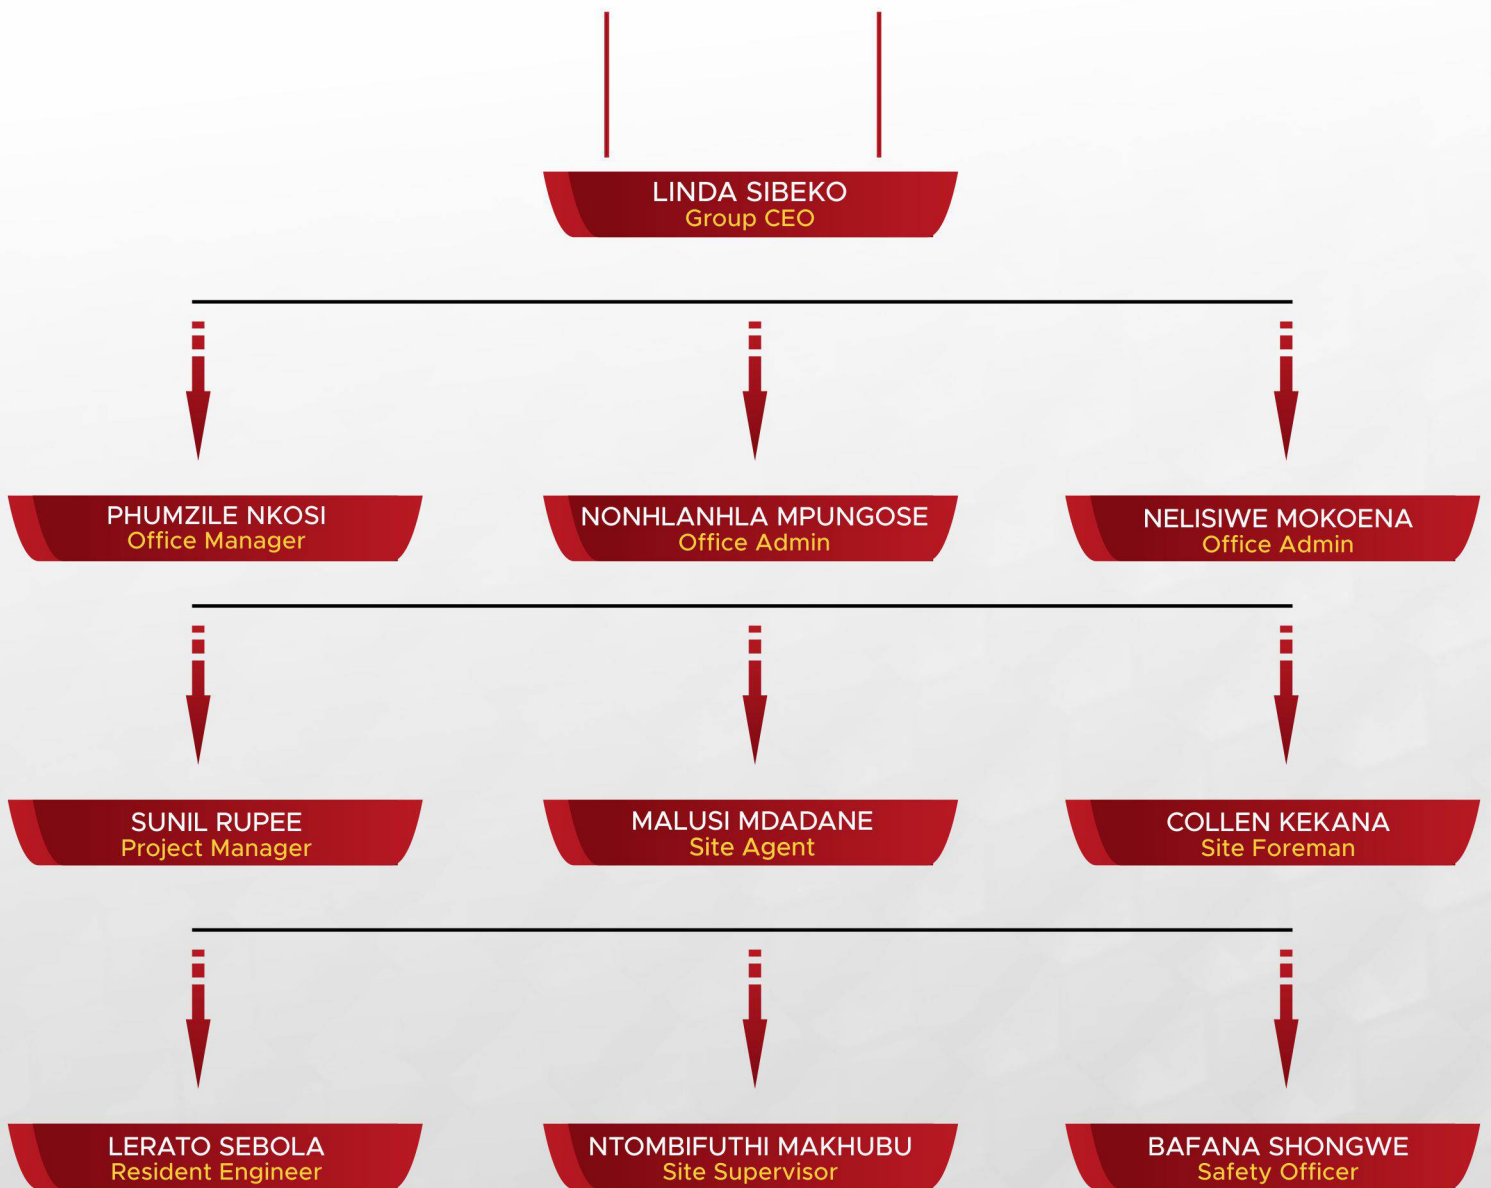 LINDA SIBEKO
Group CEO
PHUMZILE NKOSI
Office Manager
NONHLANHLA MPUNGOSE
Office Admin
NELISIWE MOKOENA
Office Admin
SUNIL RUPEE
Project Manager
MALUSI MDADANE
Site Agent
COLLEN KEKANA
Site Foreman
LERATO SEBOLA
Resident Engineer
NTOMBIFUTHI MAKHUBU
Site Supervisor
BAFANA SHONGWE
Safety Officer